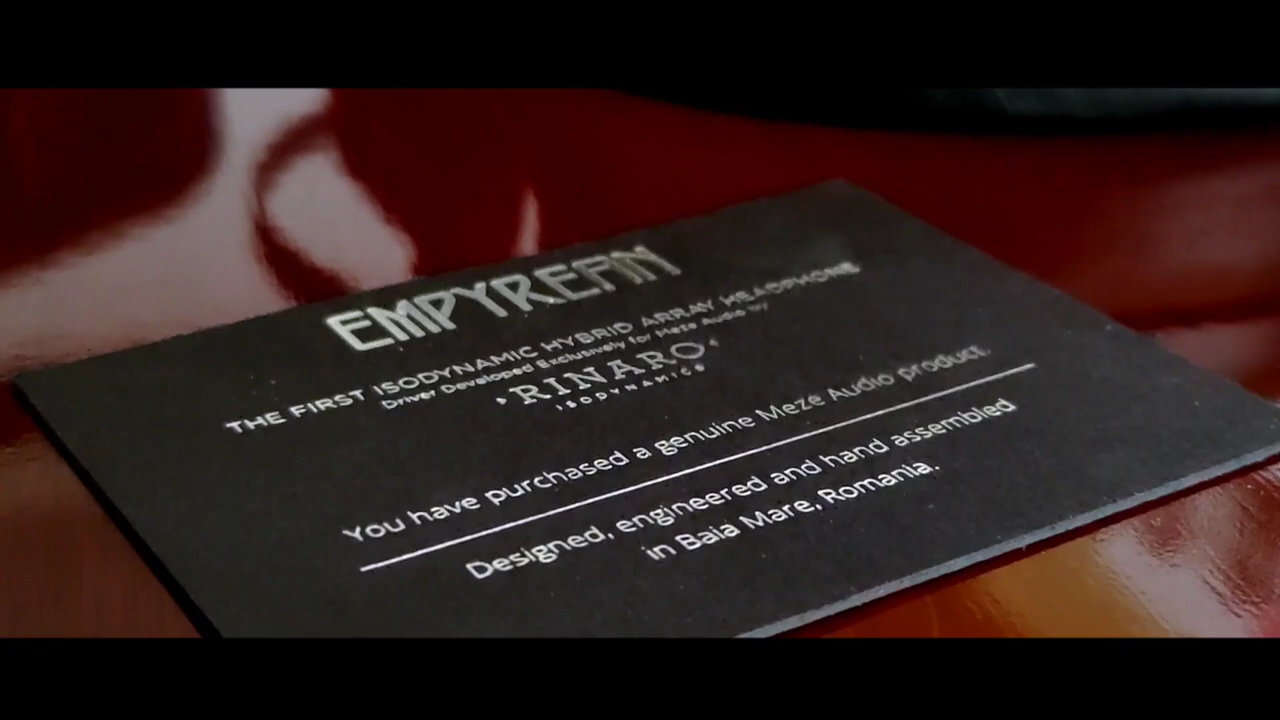 EMPYREAN
THE FIRST ISODYNAMIC HYBRID ARRAY HEADPHONE
Driver Developed Exclusively for Meze Audio by
RINARO
ISODYNAMICS
You have purchased a genuine Meze Audio product.
Designed, engineered and hand assembled
in Baia Mare, Romania.